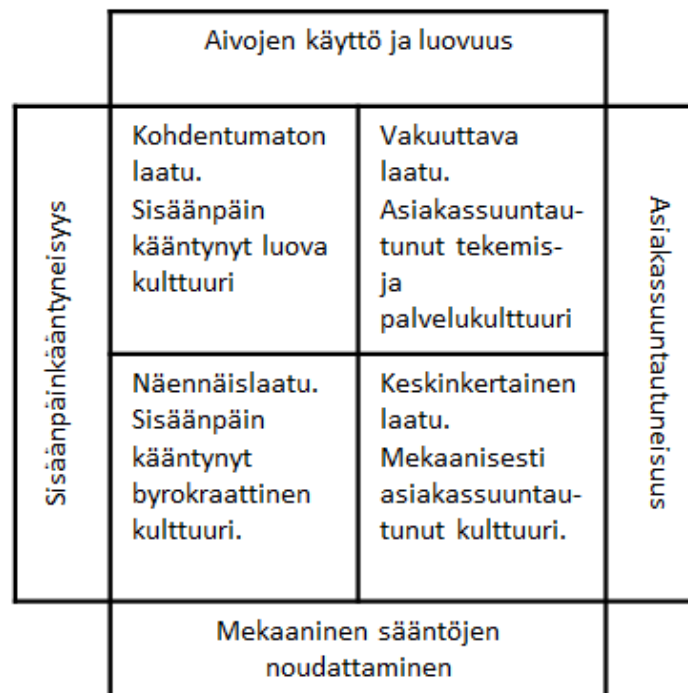 Aivojen käyttö ja luovuus
Sisäänpäinkääntyneisyys
Kohdentumaton
laatu.
Sisäänpäin
kääntynyt luova
kulttuuri
Vakuuttava
laatu.
Asiakassuuntau-
tunut tekemis-
ja
palvelukulttuuri
Asiakassuuntautuneisuus
Näennäislaatu.
Sisäänpäin
kääntynyt
byrokraattinen
kulttuuri.
Keskinkertainen
laatu.
Mekaanisesti
asiakassuuntau-
tunut kulttuuri.
Mekaaninen sääntöjen
noudattaminen